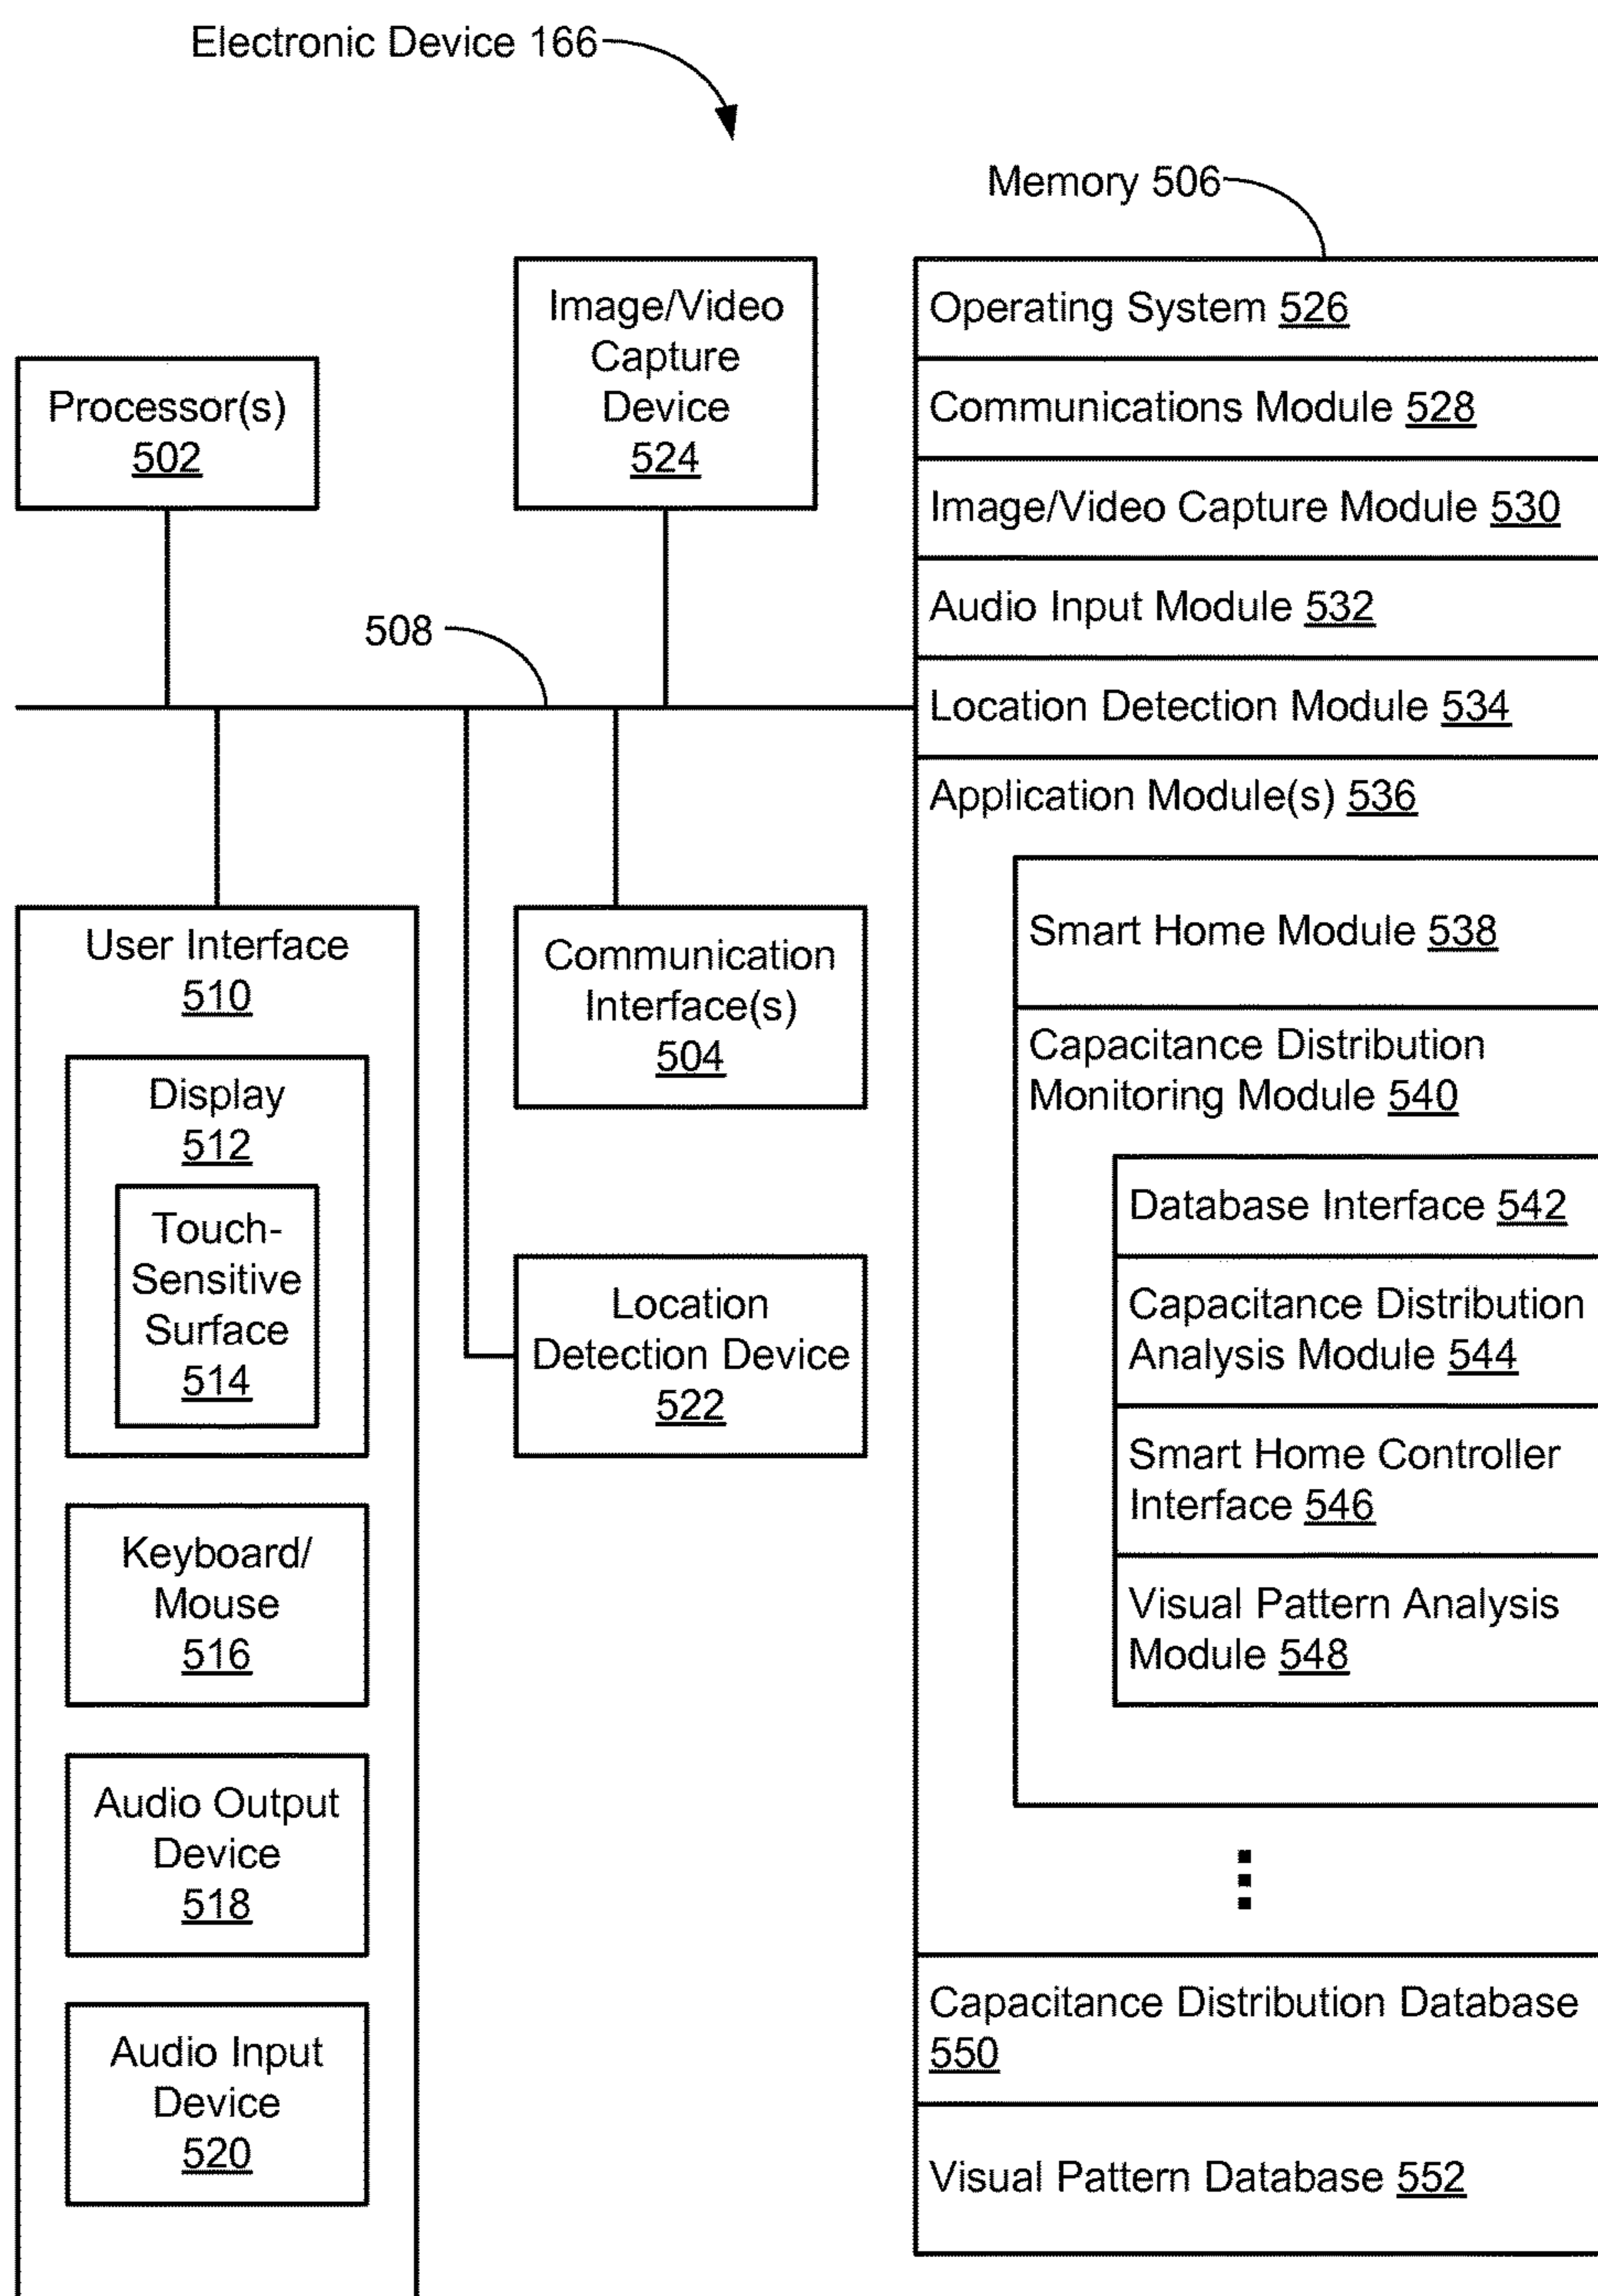 Electronic Device 166
Memory 506
Processor(s)
502
Image/Video
Capture
Device
524
508
User Interface
510
Display
512
Touch-
Sensitive
Surface
514
Keyboard/
Mouse
516
Audio Output
Device
518
Audio Input
Device
520
Communication
Interface(s)
504
Location
Detection Device
522
Operating System 526
Communications Module 528
Image/Video Capture Module 530
Audio Input Module 532
Location Detection Module 534
Application Module(s) 536
Smart Home Module 538
Capacitance Distribution
Monitoring Module 540
Database Interface 542
Capacitance Distribution
Analysis Module 544
Smart Home Controller
Interface 546
Visual Pattern Analysis
Module 548
Capacitance Distribution Database
550
Visual Pattern Database 552